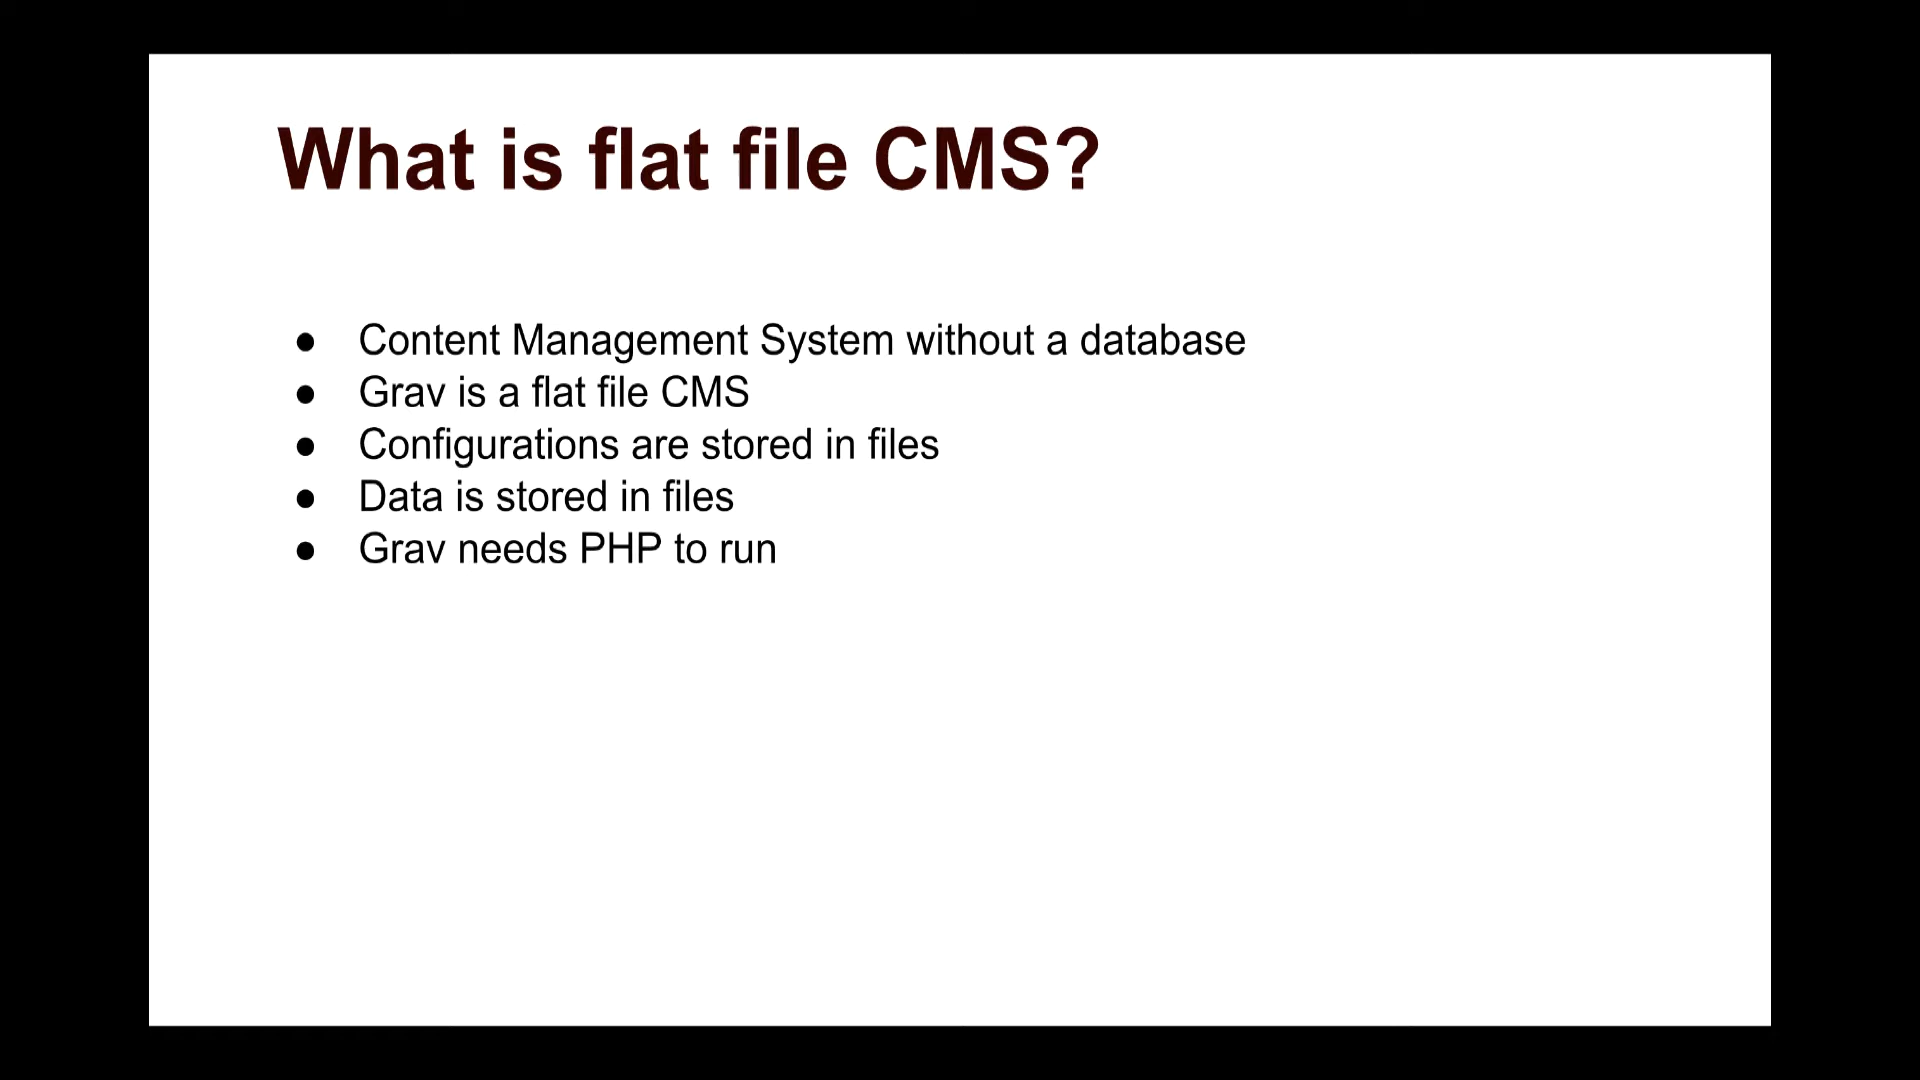 What is flat file CMS?
● Content Management System without a database
● Grav is a flat file CMS
● Configurations are stored in files
● Data is stored in files
● Grav needs PHP to run